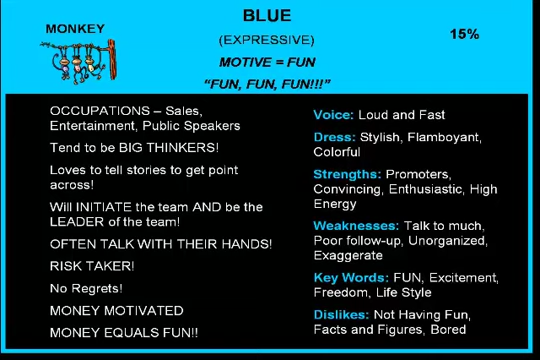 BLUE
MONKEY
(EXPRESSIVE)
15%
MOTIVE = FUN
“FUN, FUN, FUN!!!”
OCCUPATIONS – Sales,
Entertainment, Public Speakers
Tend to be BIG THINKERS!
Loves to tell stories to get point
across!
Will INITIATE the team AND be the
LEADER of the team!
OFTEN TALK WITH THEIR HANDS!
RISK TAKER!
No Regrets!
MONEY MOTIVATED
MONEY EQUALS FUN!!
Voice: Loud and Fast
Dress: Stylish, Flamboyant,
Colorful
Strengths: Promoters,
Convincing, Enthusiastic, High
Energy
Weaknesses: Talk to much,
Poor follow-up, Unorganized,
Exaggerate
Key Words: FUN, Excitement,
Freedom, Life Style
Dislikes: Not Having Fun,
Facts and Figures, Bored